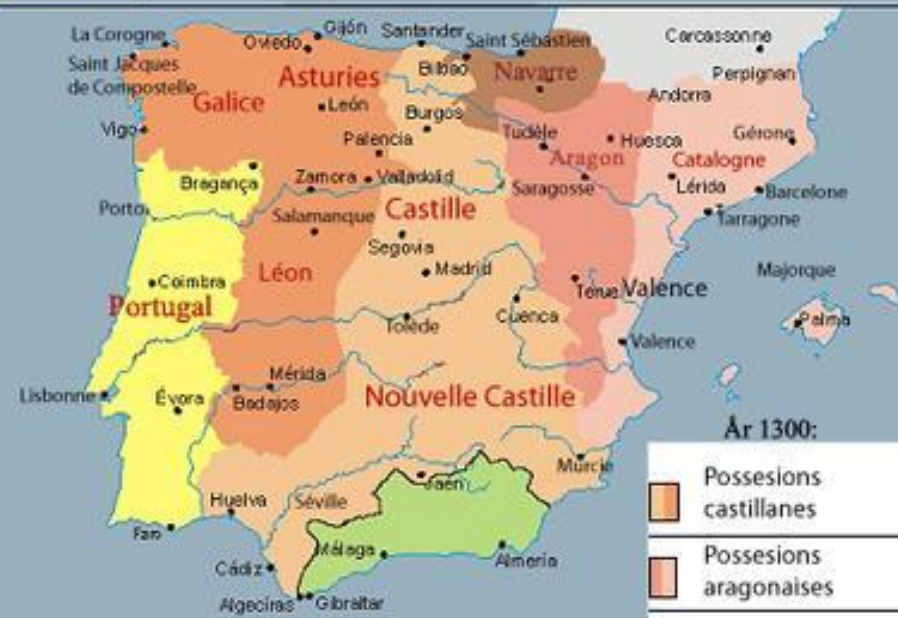 La Corogne
Gijón
Santander
Saint Sébastien
Carcassonne
Oviedo
Saint Jacques
de Compostelle
Asturies
Bilbao
Navarre
Perpignan
Galice
León
Andorra
Burgos
Vigo
Palencia
Tudèle
Huesca
Gérone
Aragon
Catalogne
Bragança
Zamora
Valladolid
Saragosse
Lérida
Barcelone
Porto
Salamanque
Castille
Tarragone
Segovia
Léon
Madrid
Majorque
Coimbra
Teruel
Valence
Portugal
Cuenca
Palma
Tolède
Valence
Mérida
Lisbonne
Évora
Badajos
Nouvelle Castille
År 1300:
Murcie
Possesions
castillanes
Jaén
Huelva
Séville
Faro
Málaga
Almería
Possesions
aragonaises
Cádiz
Algeciras
Gibraltar